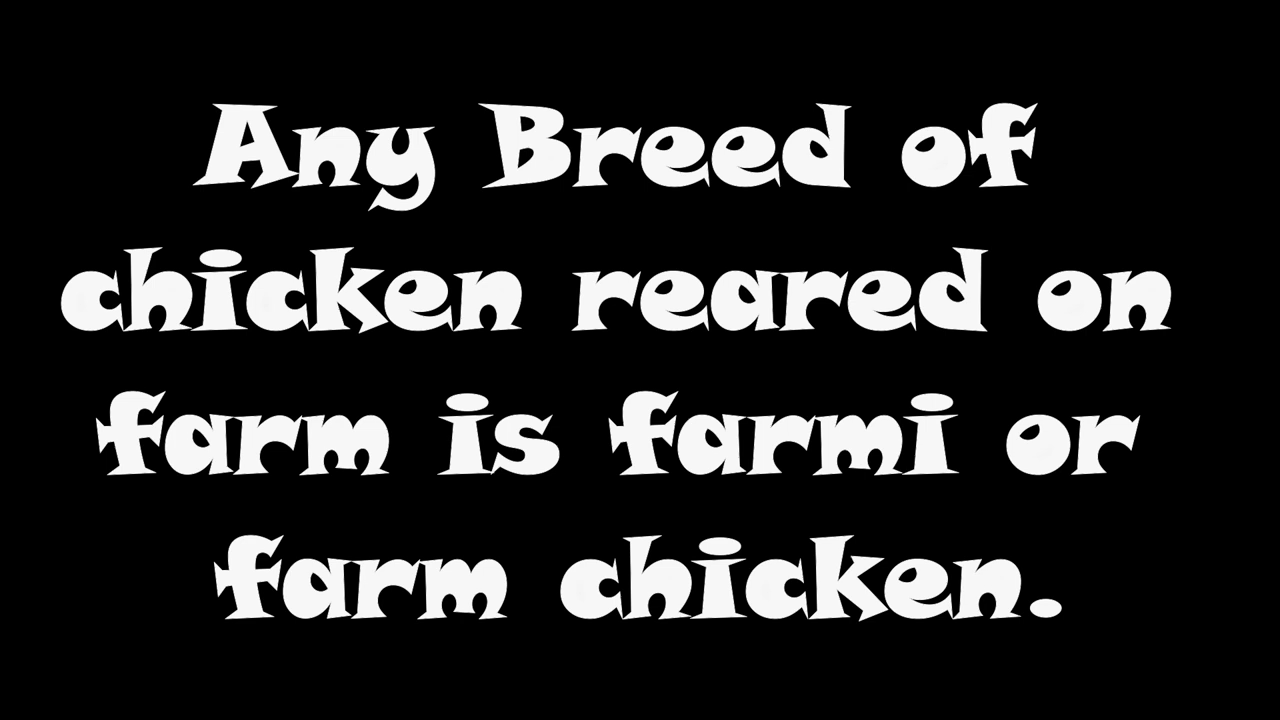 Any Breed of
chicken reared on
farm is farmi or
farm chicken.